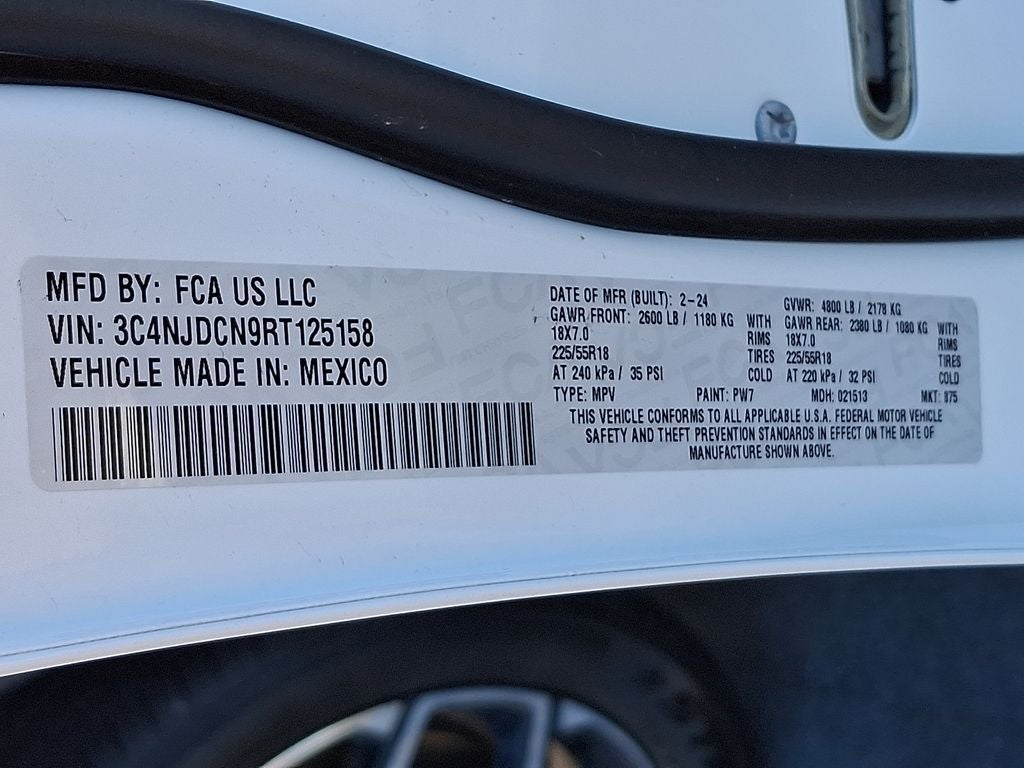 MFD BY: FCA US LLC
VIN: 3C4NJDCN9RT125158
VEHICLE MADE IN: MEXICO
DATE OF MFR (BUILT): 2-24
GVWR: 4800 LB / 2178 KG
GAWR FRONT: 2600 LB / 1180 KG WITH
18X7.0 RIMS
225/55R18 TIRES
AT 240 kPa / 35 PSI COLD
GAWR REAR: 2380 LB / 1080 KG WITH
18X7.0 RIMS
225/55R18 TIRES
AT 220 kPa / 32 PSI COLD
TYPE: MPV PAINT: PW7 MDH: 021513 MKT: 875
THIS VEHICLE CONFORMS TO ALL APPLICABLE U.S.A. FEDERAL MOTOR VEHICLE
SAFETY AND THEFT PREVENTION STANDARDS IN EFFECT ON THE DATE OF
MANUFACTURE SHOWN ABOVE.